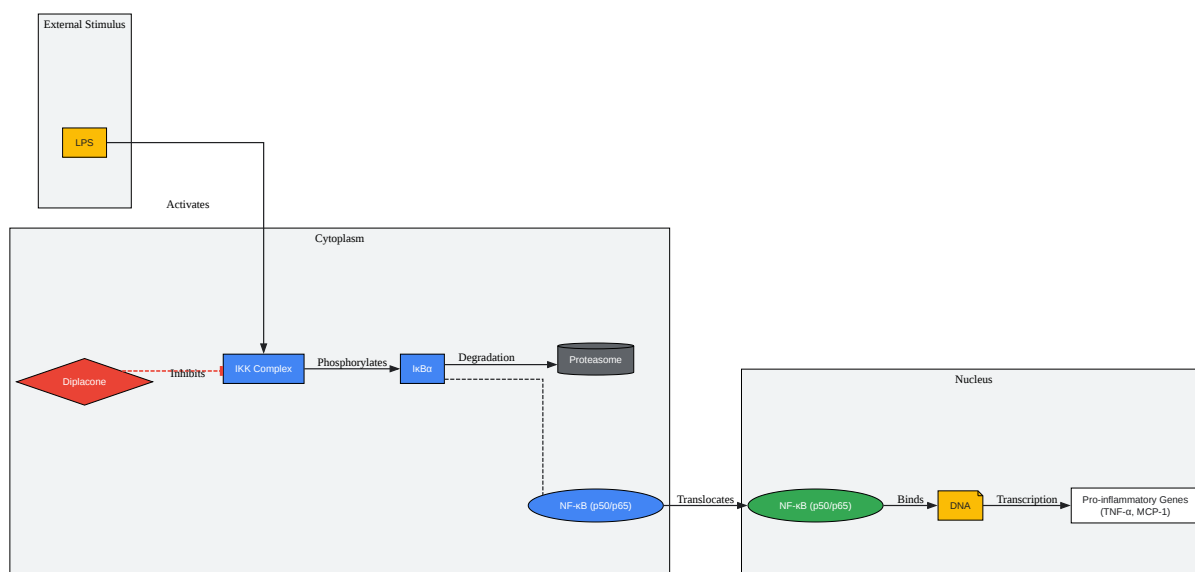 External Stimulus
LPS
Activates
Cytoplasm
Diplacone
Inhibits
IKK Complex
Phosphorylates
IκBα
Degradation
Proteasome
NF-κB (p50/p65)
Translocates
Nucleus
NF-κB (p50/p65)
Binds
DNA
Transcription
Pro-inflammatory Genes
(TNF-α, MCP-1)